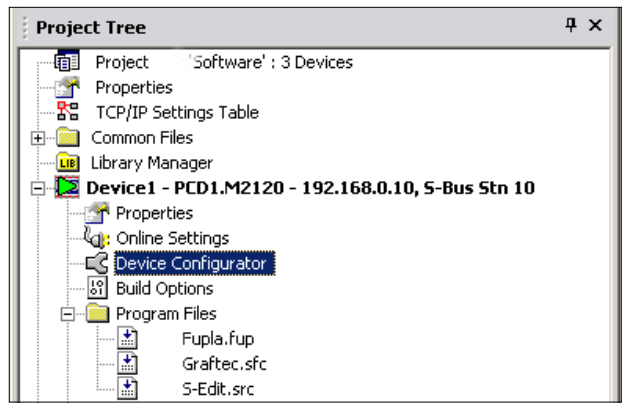 Project Tree
Project 'Software' : 3 Devices
Properties
TCP/IP Settings Table
Common Files
LIB Library Manager
Device1 - PCD1.M2120 - 192.168.0.10, S-Bus Stn 10
Properties
Online Settings
Device Configurator
Build Options
Program Files
Fupla.fup
Graftec.sfc
S-Edit.src